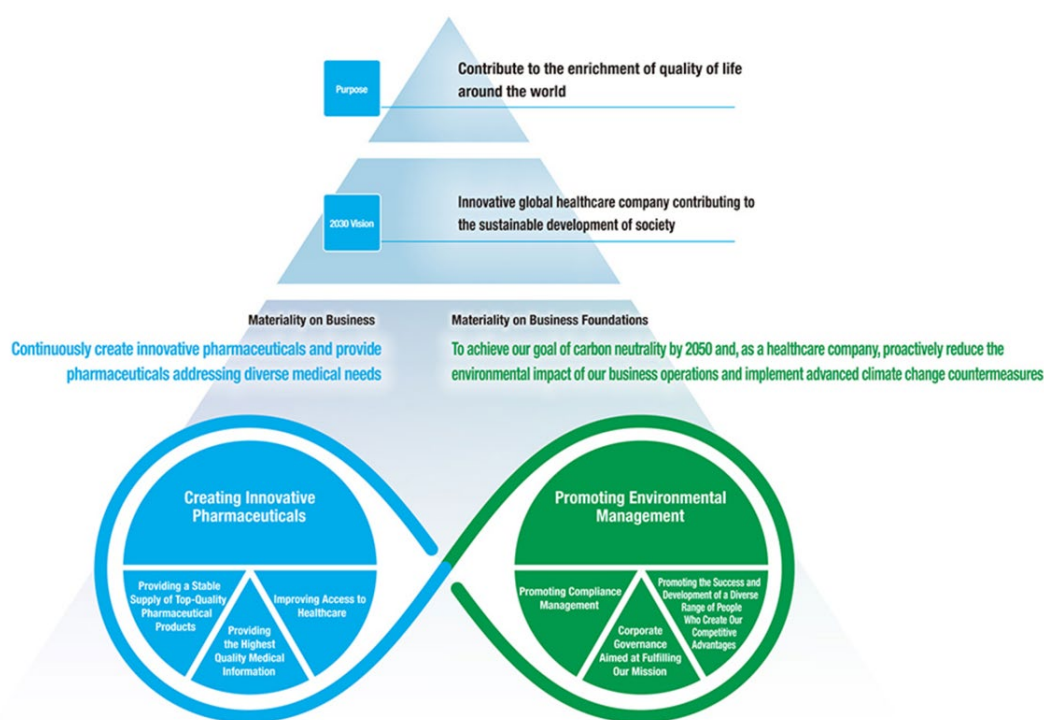 Purpose
Contribute to the enrichment of quality of life
around the world
2030 Vision
Innovative global healthcare company contributing to
the sustainable development of society
Materiality on Business
Continuously create innovative pharmaceuticals and provide
pharmaceuticals addressing diverse medical needs
Materiality on Business Foundations
To achieve our goal of carbon neutrality by 2050 and, as a healthcare company, proactively reduce the
environmental impact of our business operations and implement advanced climate change countermeasures
Creating Innovative
Pharmaceuticals
Providing a Stable
Supply of Top-Quality
Pharmaceutical
Products
Providing
the Highest
Quality Medical
Information
Improving Access to
Healthcare
Promoting Environmental
Management
Promoting Compliance
Management
Corporate
Governance
Aimed at Fulfilling
Our Mission
Promoting the Success and
Development of a Diverse
Range of People
Who Create Our
Competitive
Advantages